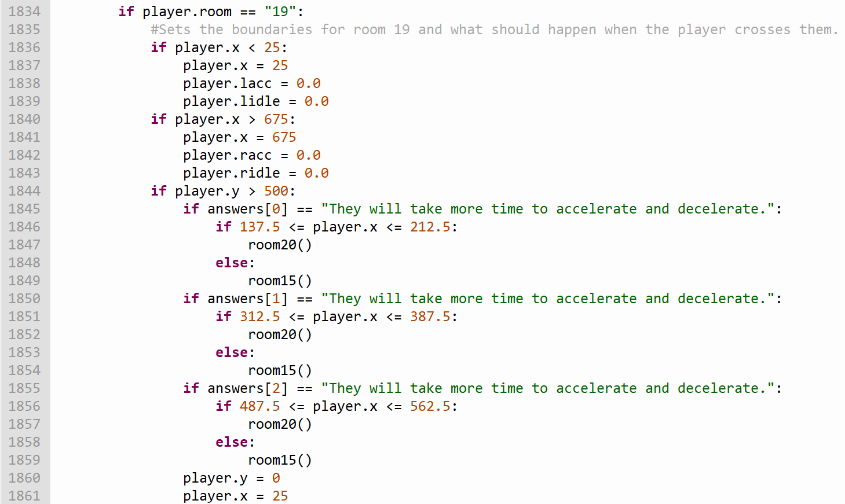 1834 if player.room == "19":
1835 #Sets the boundaries for room 19 and what should happen when the player crosses them.
1836 if player.x < 25:
1837 player.x = 25
1838 player.lacc = 0.0
1839 player.lidle = 0.0
1840 if player.x > 675:
1841 player.x = 675
1842 player.racc = 0.0
1843 player.ridle = 0.0
1844 if player.y > 500:
1845 if answers[0] == "They will take more time to accelerate and decelerate.":
1846 if 137.5 <= player.x <= 212.5:
1847 room20()
1848 else:
1849 room15()
1850 if answers[1] == "They will take more time to accelerate and decelerate.":
1851 if 312.5 <= player.x <= 387.5:
1852 room20()
1853 else:
1854 room15()
1855 if answers[2] == "They will take more time to accelerate and decelerate.":
1856 if 487.5 <= player.x <= 562.5:
1857 room20()
1858 else:
1859 room15()
1860 player.y = 0
1861 player.x = 25